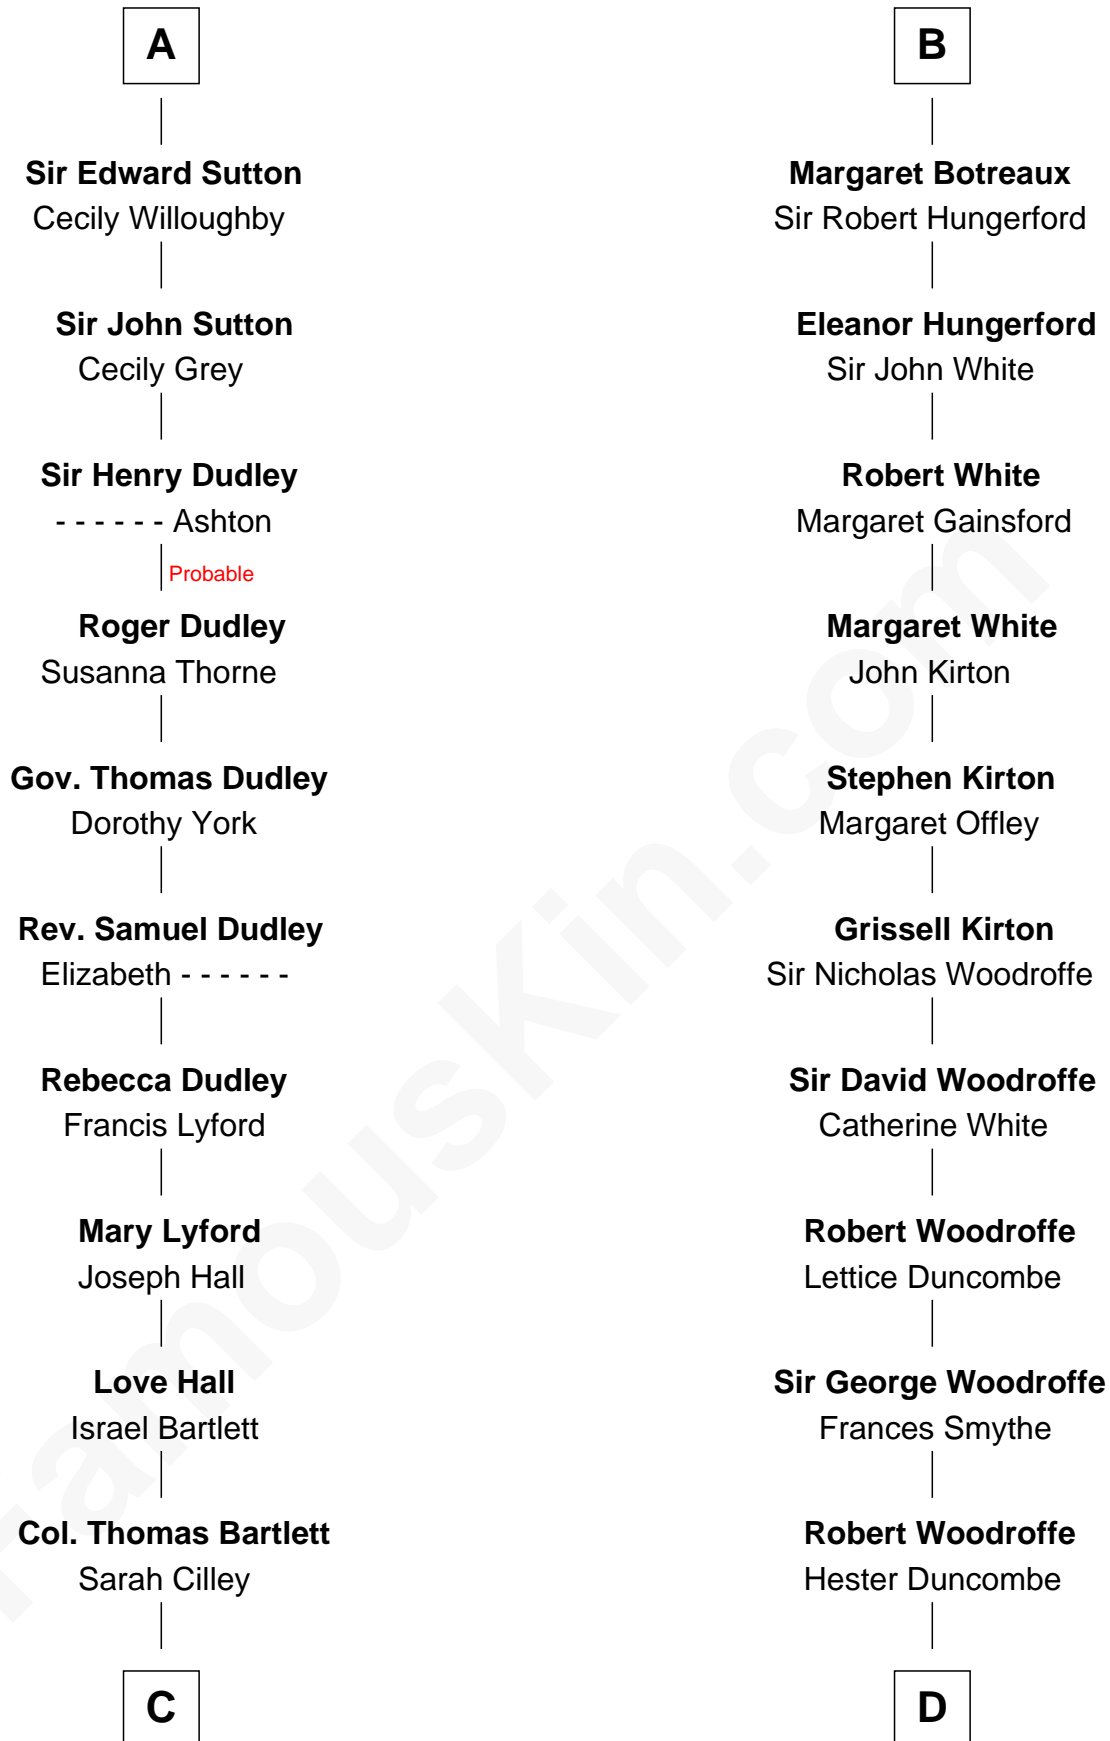 A
Sir Edward Sutton
Cecily Willoughby
Sir John Sutton
Cecily Grey
Sir Henry Dudley
- - - - - - Ashton
Probable
Roger Dudley
Susanna Thorne
Gov. Thomas Dudley
Dorothy York
Rev. Samuel Dudley
Elizabeth - - - - - -
Rebecca Dudley
Francis Lyford
Mary Lyford
Joseph Hall
Love Hall
Israel Bartlett
Col. Thomas Bartlett
Sarah Cilley
C
B
Margaret Botreaux
Sir Robert Hungerford
Eleanor Hungerford
Sir John White
Robert White
Margaret Gainsford
Margaret White
John Kirton
Stephen Kirton
Margaret Offley
Grissell Kirton
Sir Nicholas Woodroffe
Sir David Woodroffe
Catherine White
Robert Woodroffe
Lettice Duncombe
Sir George Woodroffe
Frances Smythe
Robert Woodroffe
Hester Duncombe
D
FamousKin.com